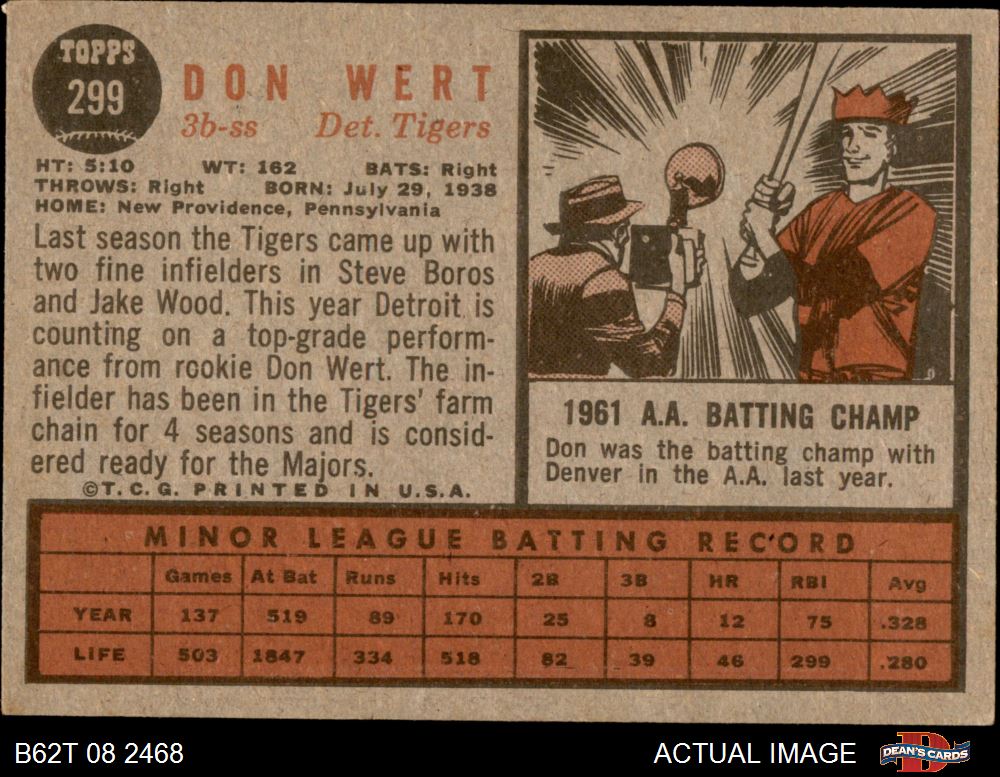 TOPPS
299
DON WERT
3b-ss Det. Tigers
HT: 5:10 WT: 162 BATS: Right
THROWS: Right BORN: July 29, 1938
HOME: New Providence, Pennsylvania
Last season the Tigers came up with
two fine infielders in Steve Boros
and Jake Wood. This year Detroit is
counting on a top-grade perform-
ance from rookie Don Wert. The in-
fielder has been in the Tigers' farm
chain for 4 seasons and is consid-
ered ready for the Majors.
©T.C.G. PRINTED IN U.S.A.
1961 A.A. BATTING CHAMP
Don was the batting champ with
Denver in the A.A. last year.
MINOR LEAGUE BATTING RECORD
Games At Bat Runs Hits 2B 3B HR RBI Avg
YEAR 137 519 89 170 25 8 12 75 .328
LIFE 503 1847 334 518 82 39 46 299 .280
B62T 08 2468 ACTUAL IMAGE DEAN'S CARDS